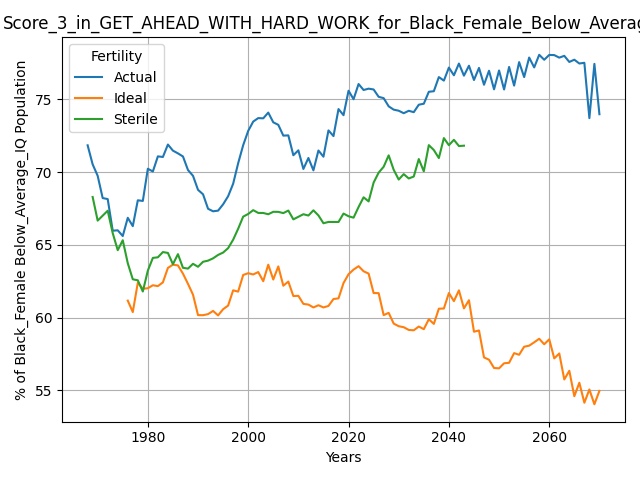 Score_3_in_GET_AHEAD_WITH_HARD_WORK_for_Black_Female_Below_Averag
Fertility
Actual
Ideal
Sterile
% of Black_Female Below_Average_IQ Population
75
70
65
60
55
1980
2000
2020
2040
2060
Years